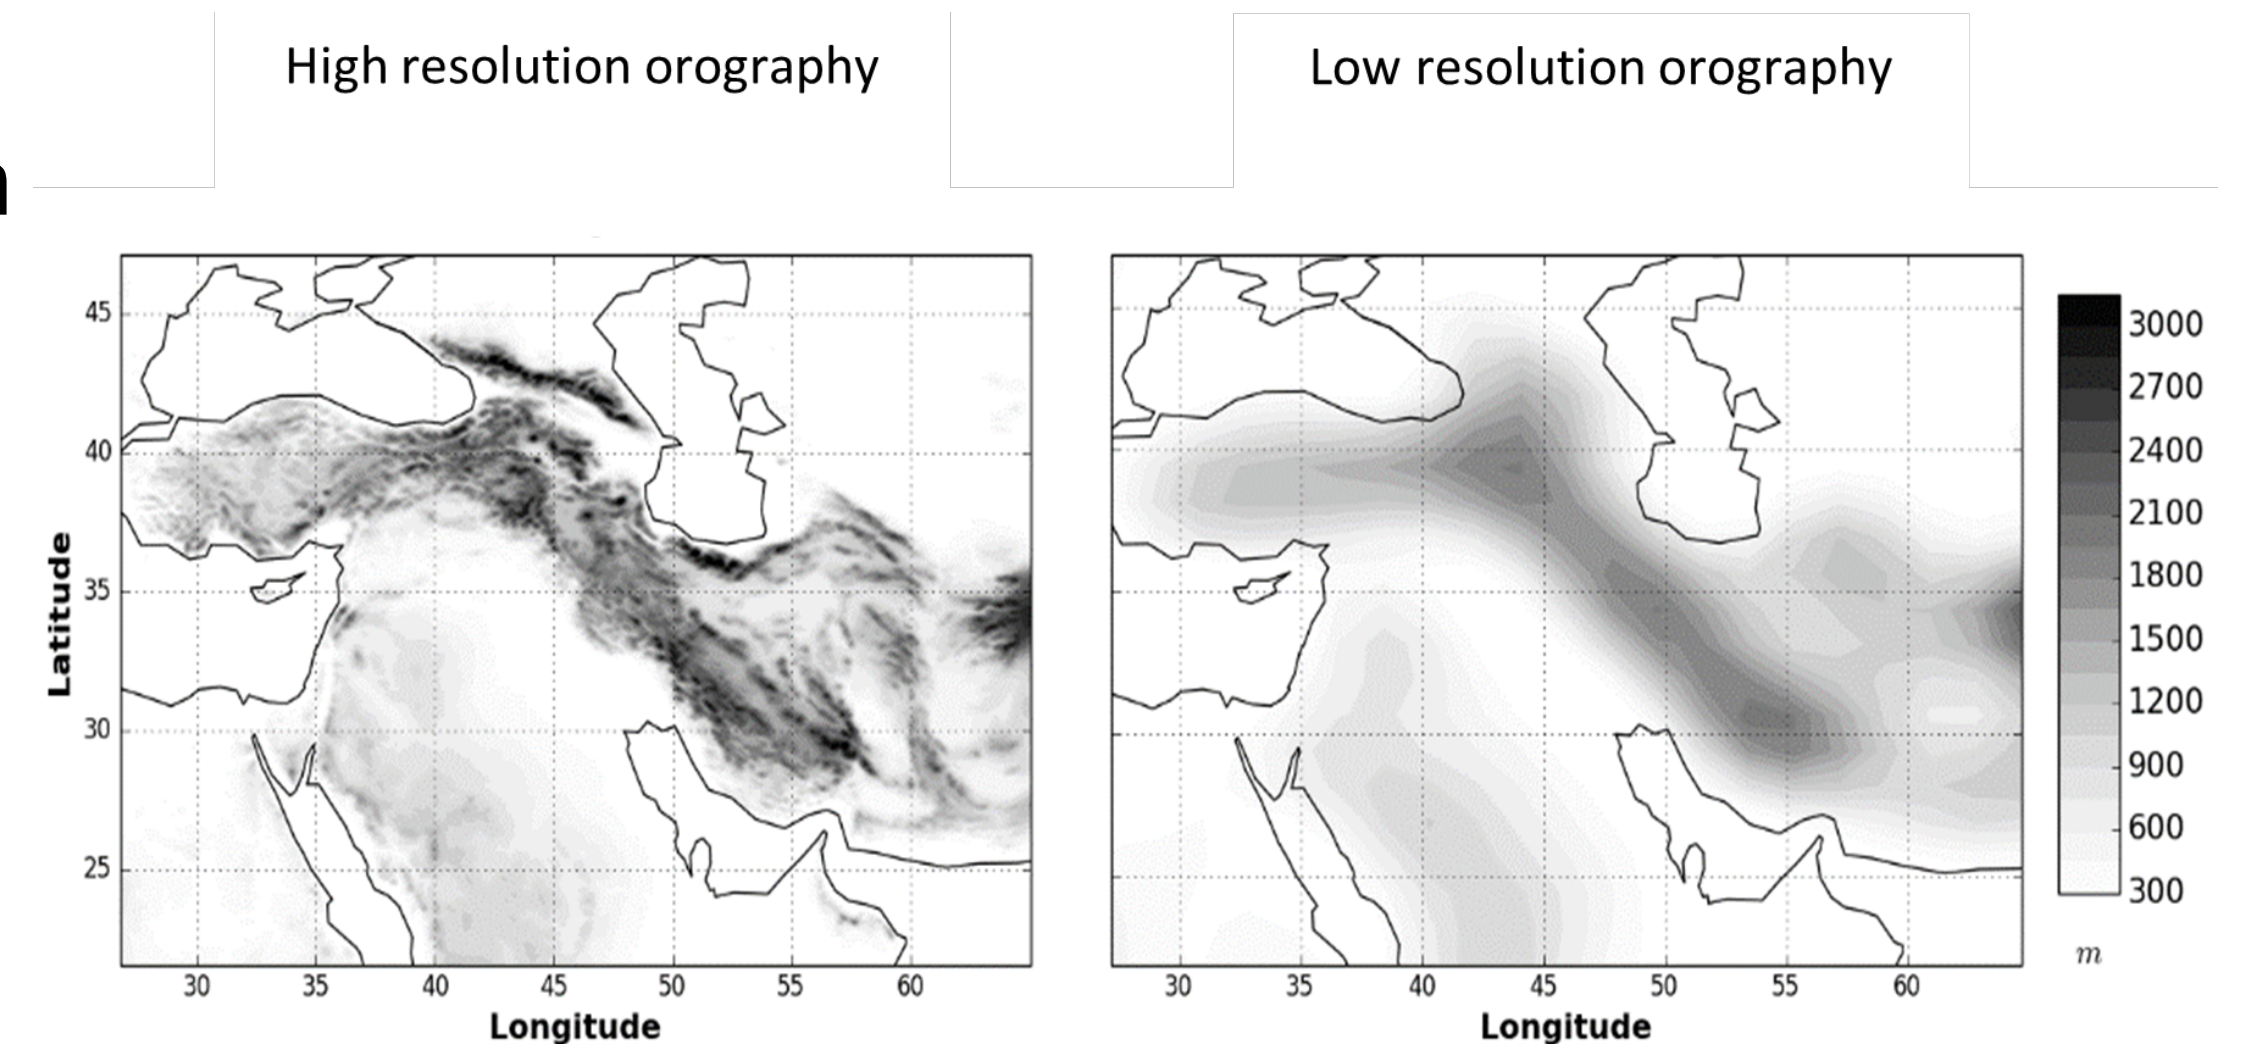 High resolution orography
Low resolution orography
n
45
40
35
30
25
Latitude
30 35 40 45 50 55 60
Longitude
30 35 40 45 50 55 60
Longitude
3000
2700
2400
2100
1800
1500
1200
900
600
300
m